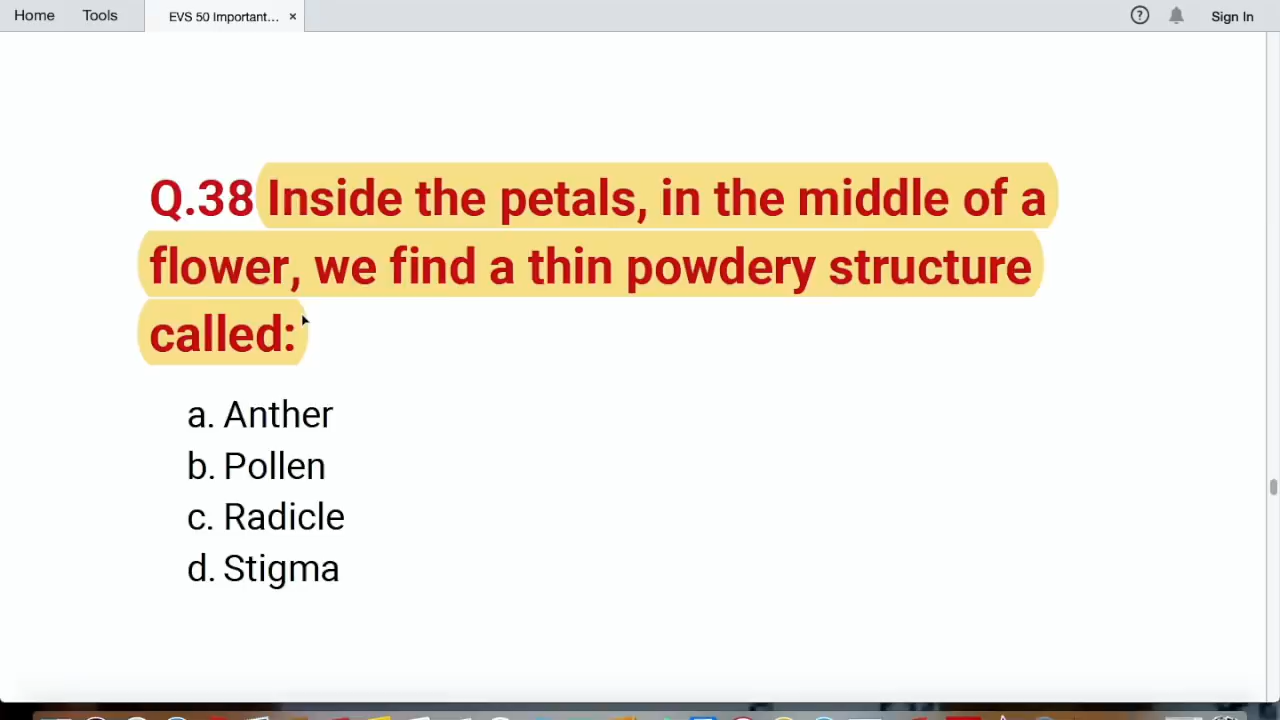 Home Tools EVS 50 Important... × ? Sign In
Q.38 Inside the petals, in the middle of a
flower, we find a thin powdery structure
called:
a. Anther
b. Pollen
c. Radicle
d. Stigma